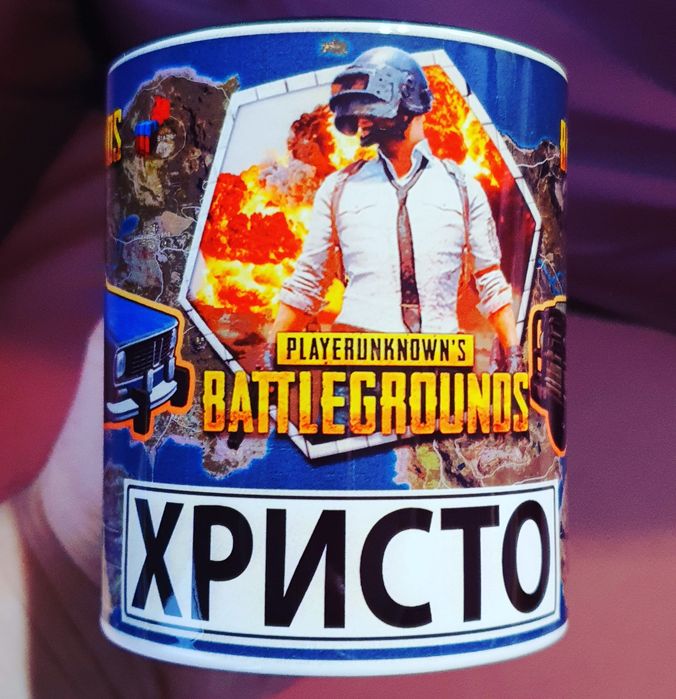 PLAYERUNKNOWN'S
BATTLEGROUNDS
ХРИСТО